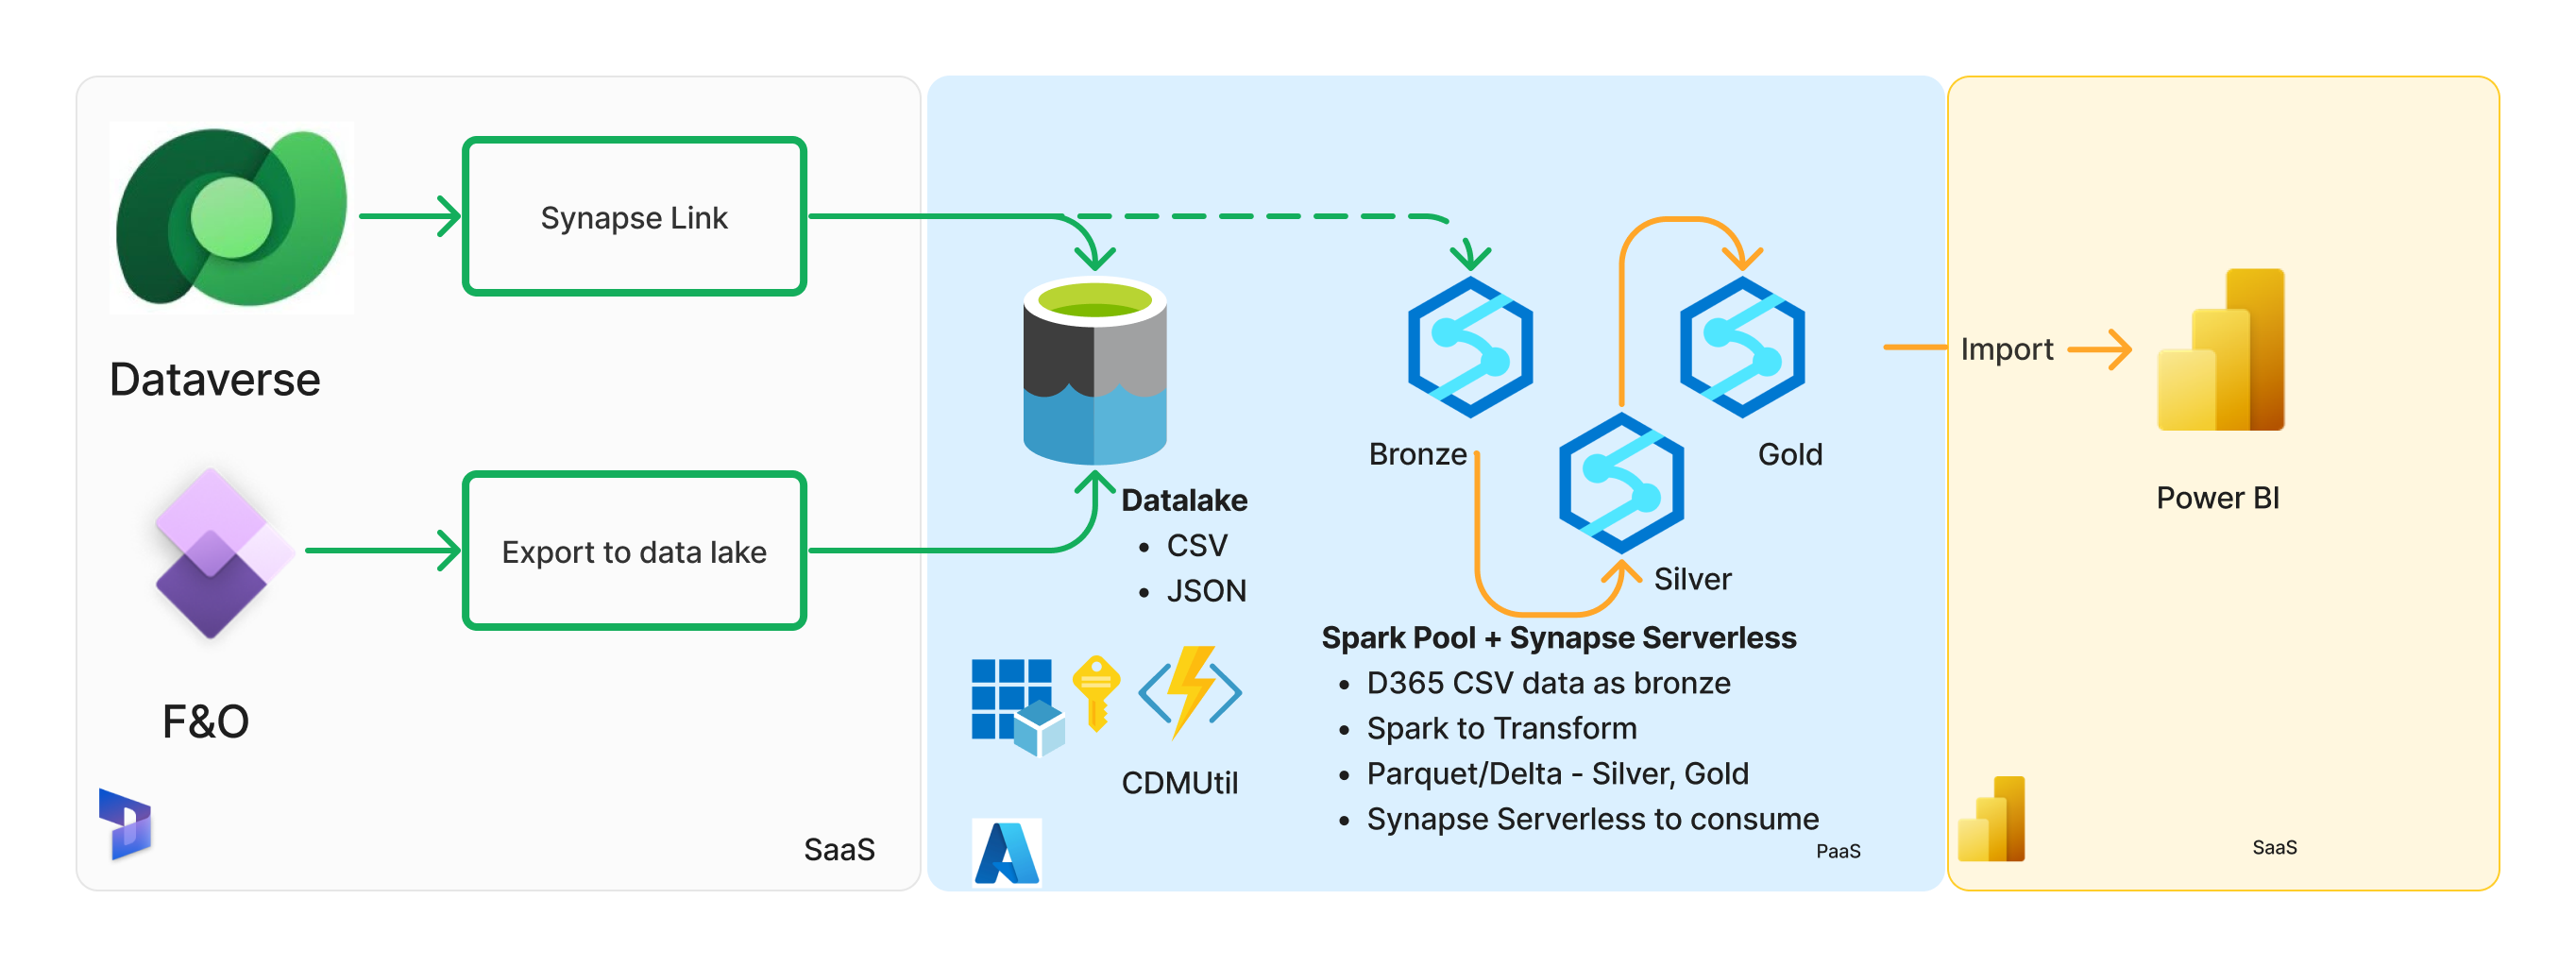 Dataverse
Synapse Link
F&O
Export to data lake
SaaS
Datalake
• CSV
• JSON
CDMUtil
Bronze
Silver
Gold
Spark Pool + Synapse Serverless
• D365 CSV data as bronze
• Spark to Transform
• Parquet/Delta - Silver, Gold
• Synapse Serverless to consume
PaaS
Import
Power BI
SaaS